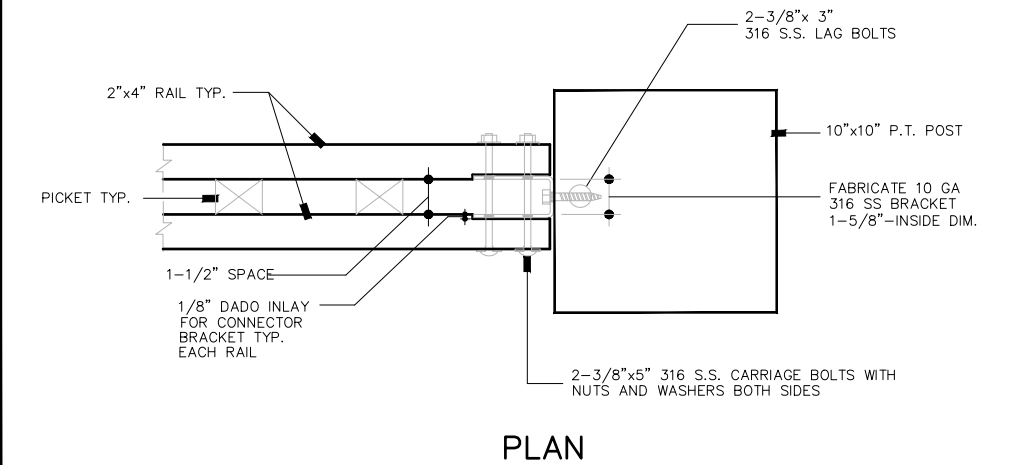 2-3/8"x 3"
316 S.S. LAG BOLTS
2"x4" RAIL TYP.
10"x10" P.T. POST
PICKET TYP.
FABRICATE 10 GA
316 SS BRACKET
1-5/8"-INSIDE DIM.
1-1/2" SPACE
1/8" DADO INLAY
FOR CONNECTOR
BRACKET TYP.
EACH RAIL
2-3/8"x5" 316 S.S. CARRIAGE BOLTS WITH
NUTS AND WASHERS BOTH SIDES
PLAN